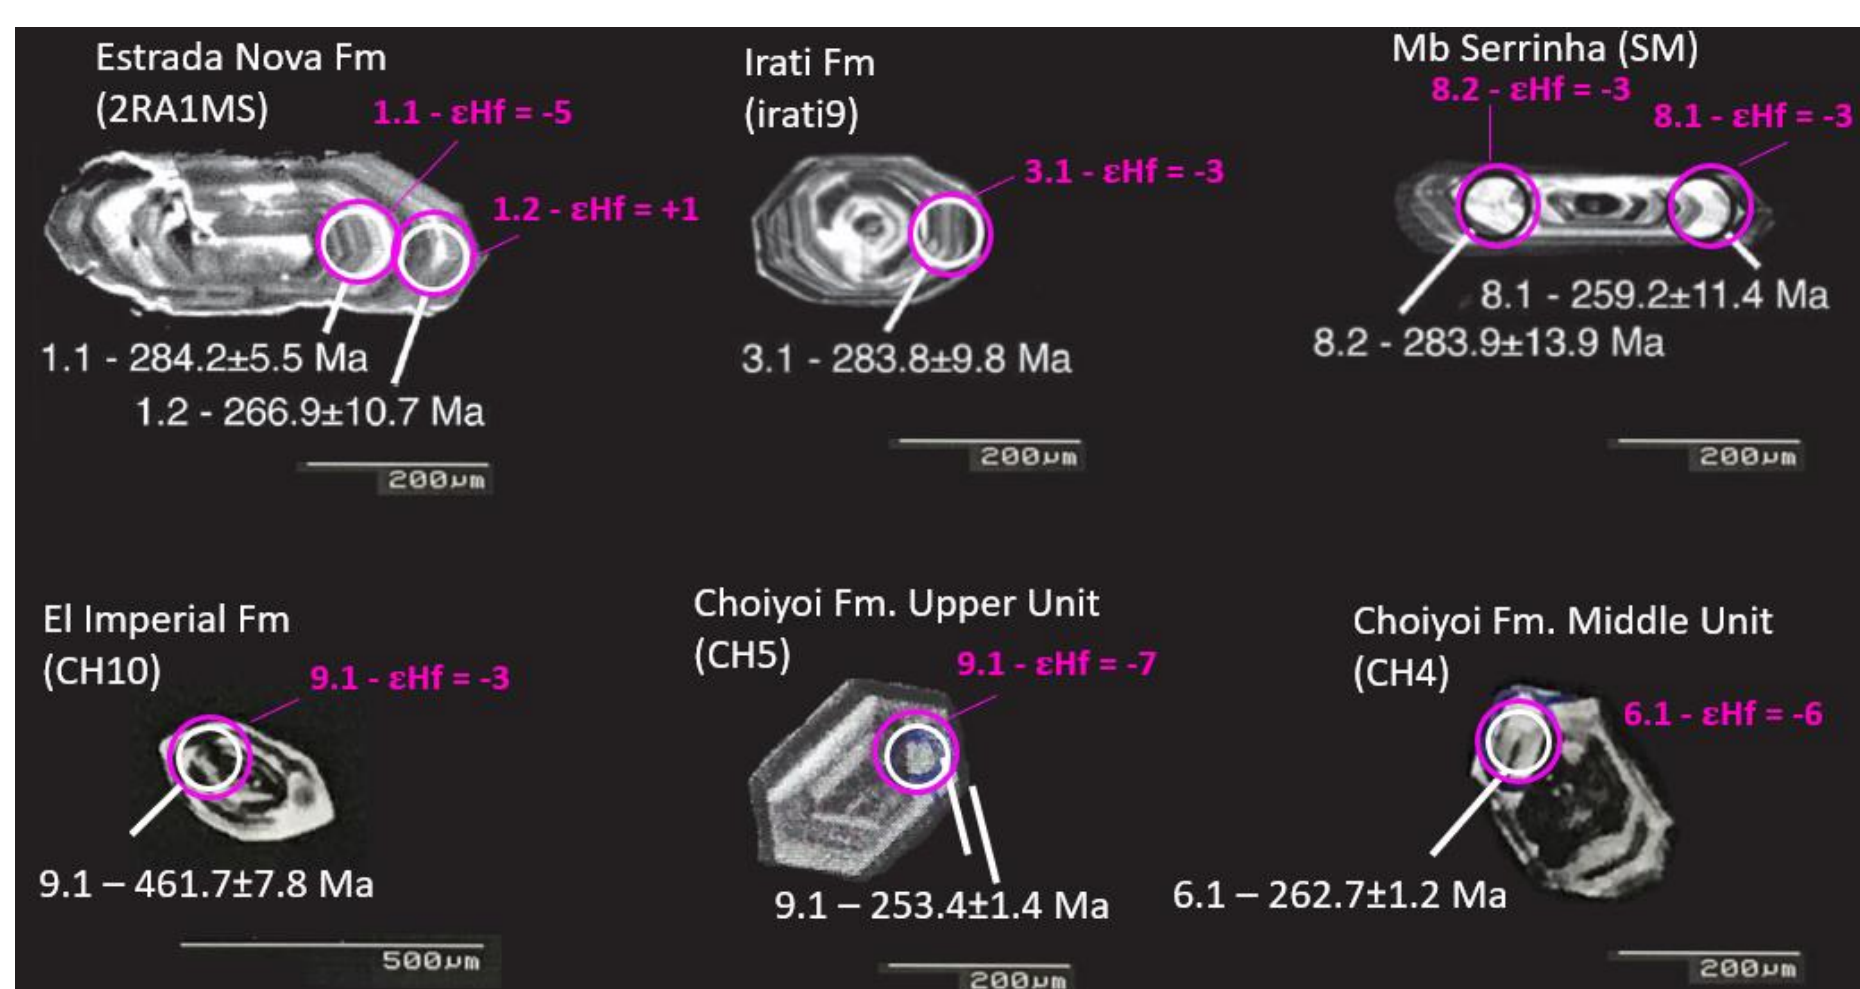 Estrada Nova Fm
(2RA1MS)
1.1 - εHf = -5
1.2 - εHf = +1
1.1 - 284.2±5.5 Ma
1.2 - 266.9±10.7 Ma
200µm
Irati Fm
(irati9)
3.1 - εHf = -3
3.1 - 283.8±9.8 Ma
200µm
Mb Serrinha (SM)
8.2 - εHf = -3
8.1 - εHf = -3
8.1 - 259.2±11.4 Ma
8.2 - 283.9±13.9 Ma
200µm
El Imperial Fm
(CH10)
9.1 - εHf = -3
9.1 – 461.7±7.8 Ma
500µm
Choiyoi Fm. Upper Unit
(CH5)
9.1 - εHf = -7
9.1 – 253.4±1.4 Ma
200µm
Choiyoi Fm. Middle Unit
(CH4)
6.1 - εHf = -6
6.1 – 262.7±1.2 Ma
200µm